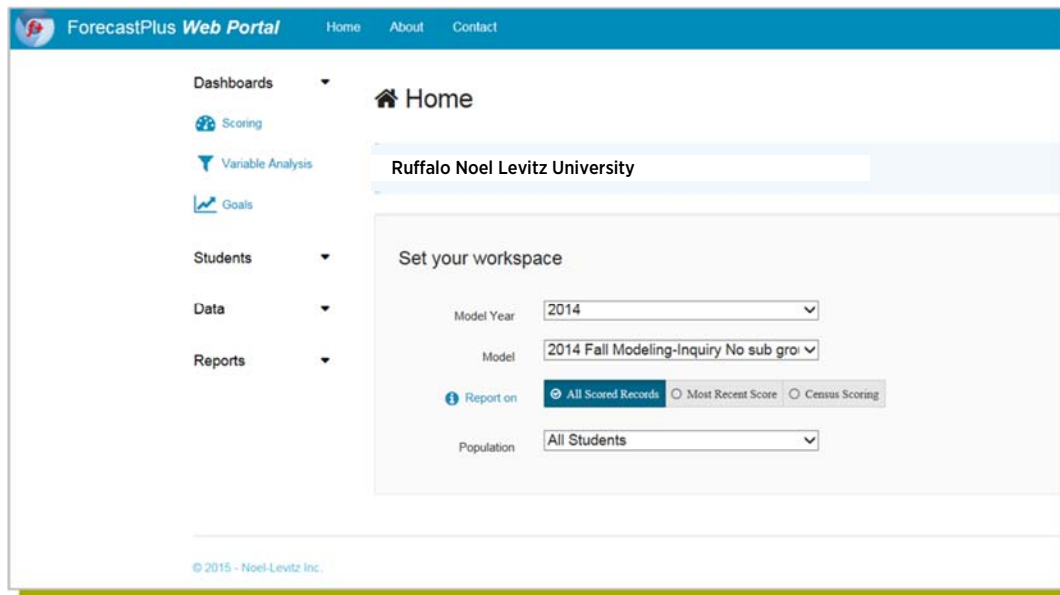 ForecastPlus Web Portal Home About Contact
Dashboards
Scoring
Variable Analysis
Goals
Students
Data
Reports
Home
Ruffalo Noel Levitz University
Set your workspace
Model Year 2014
Model 2014 Fall Modeling-Inquiry No sub gro
Report on All Scored Records Most Recent Score Census Scoring
Population All Students
© 2015 - Noel-Levitz Inc.